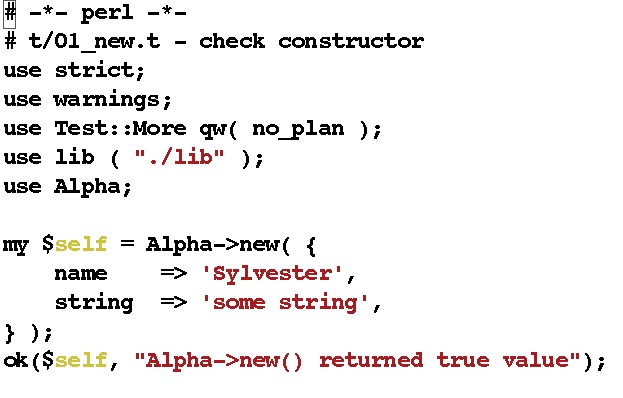 # -*- perl -*-
# t/01_new.t - check constructor
use strict;
use warnings;
use Test::More qw( no_plan );
use lib ( "./lib" );
use Alpha;

my $self = Alpha->new( {
    name    => 'Sylvester',
    string  => 'some string',
} );
ok($self, "Alpha->new() returned true value");